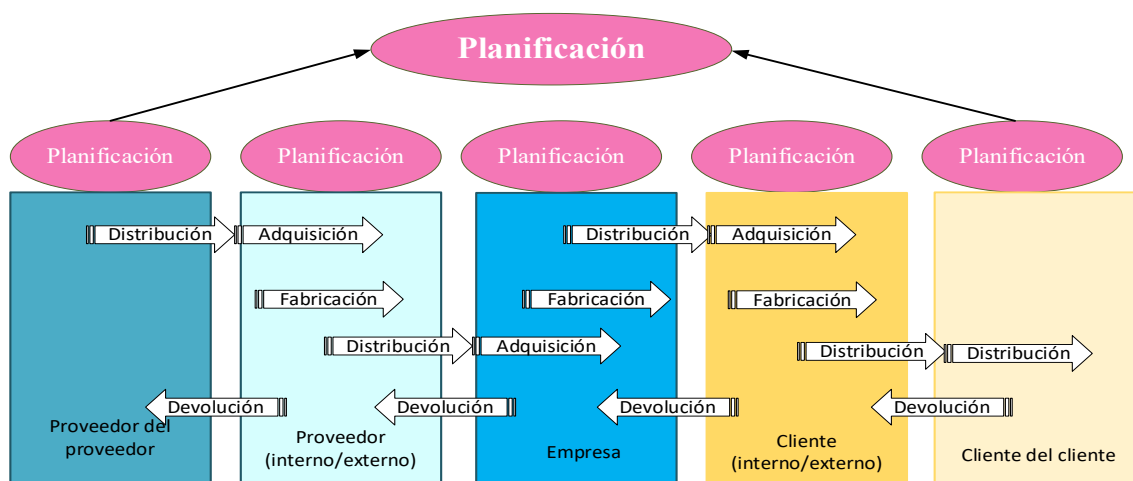 Planificación
Planificación
Planificación
Planificación
Planificación
Planificación
Distribución
Adquisición
Distribución
Adquisición
Fabricación
Fabricación
Fabricación
Distribución
Adquisición
Distribución
Distribución
Devolución
Devolución
Devolución
Devolución
Proveedor del
proveedor
Proveedor
(interno/externo)
Empresa
Cliente
(interno/externo)
Cliente del cliente